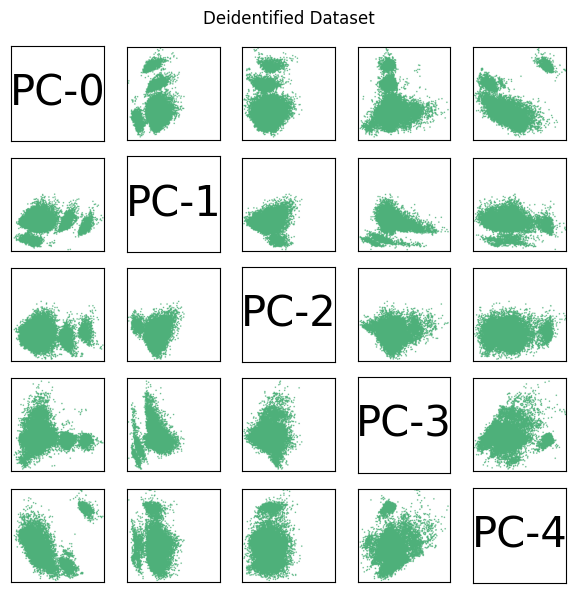 Deidentified Dataset
PC-0
PC-1
PC-2
PC-3
PC-4